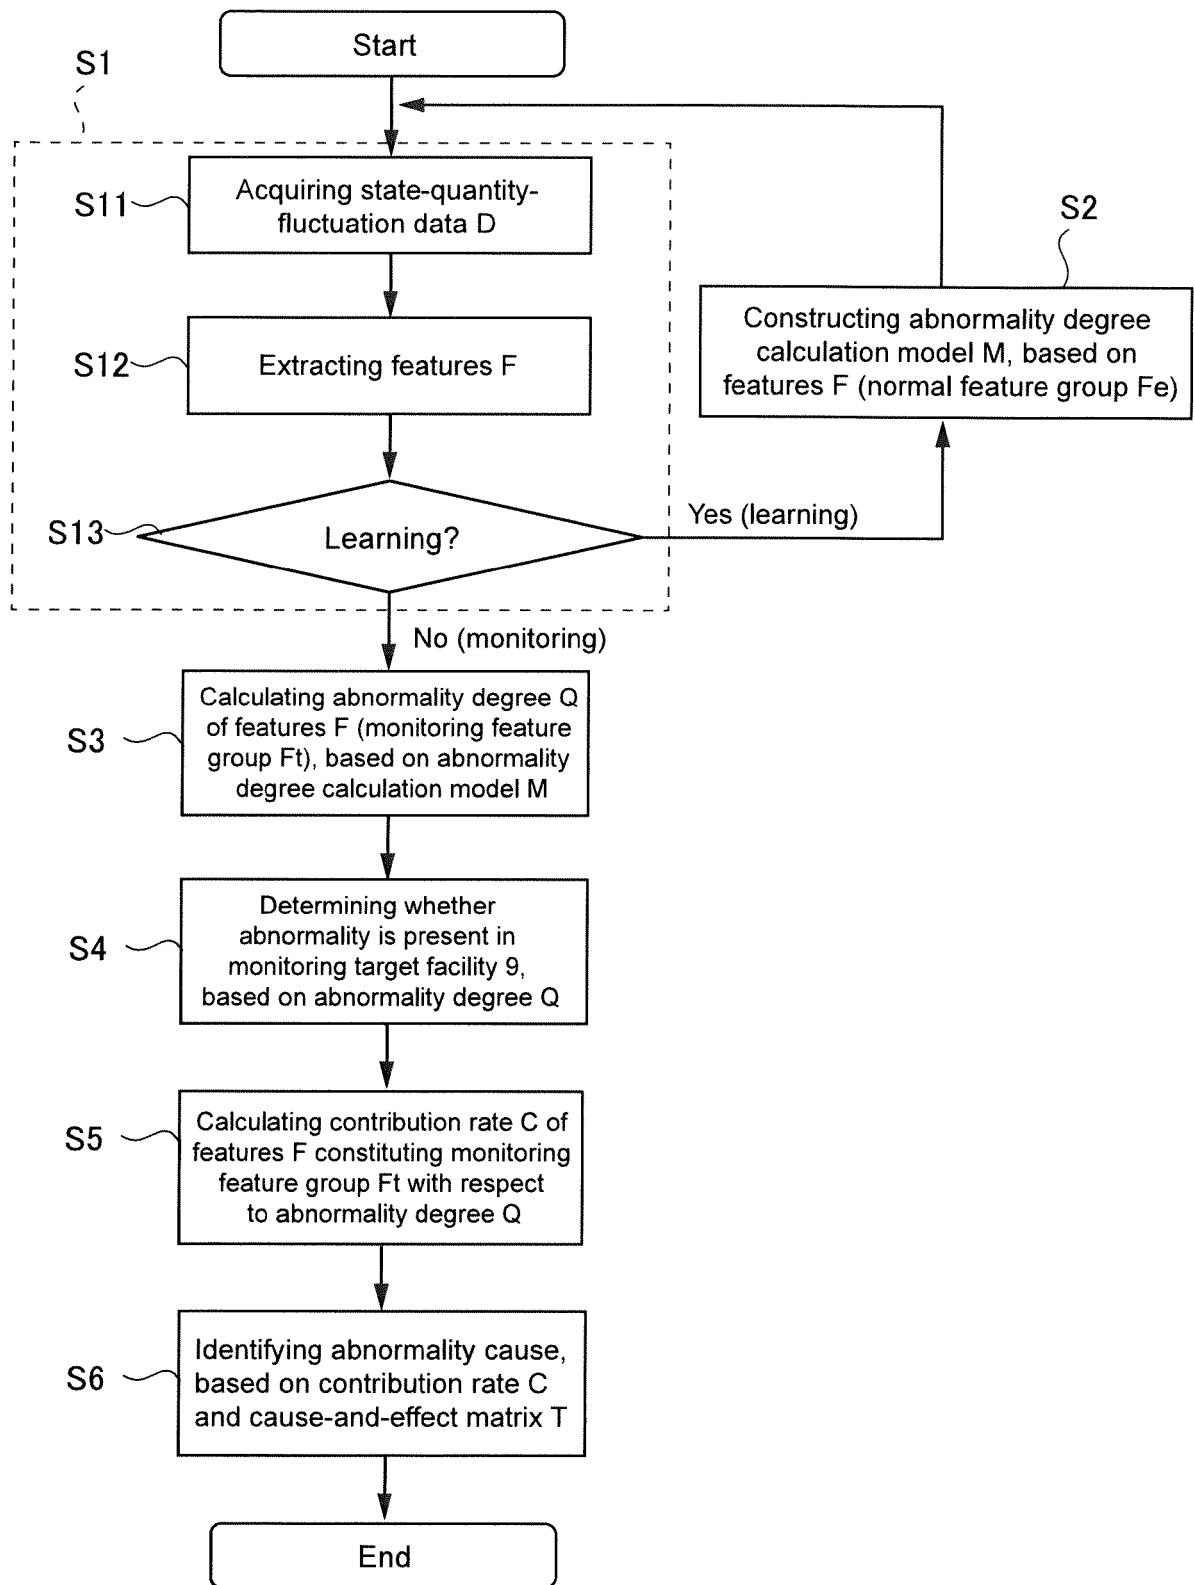 Start
S1
S11
Acquiring state-quantity-
fluctuation data D
S2
Constructing abnormality degree
calculation model M, based on
features F (normal feature group Fe)
S12
Extracting features F
S13
Learning?
Yes (learning)
No (monitoring)
S3
Calculating abnormality degree Q
of features F (monitoring feature
group Ft), based on abnormality
degree calculation model M
S4
Determining whether
abnormality is present in
monitoring target facility 9,
based on abnormality degree Q
S5
Calculating contribution rate C of
features F constituting monitoring
feature group Ft with respect
to abnormality degree Q
S6
Identifying abnormality cause,
based on contribution rate C
and cause-and-effect matrix T
End